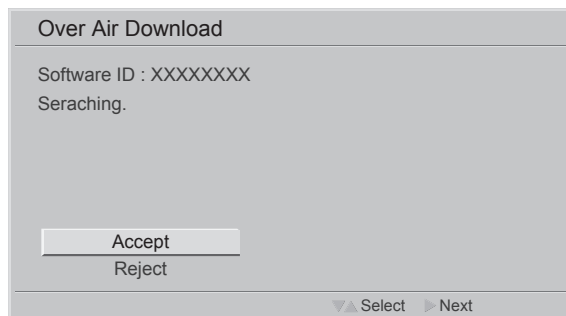 Over Air Download
Software ID : XXXXXXXX
Seraching.
Accept
Reject
Select Next